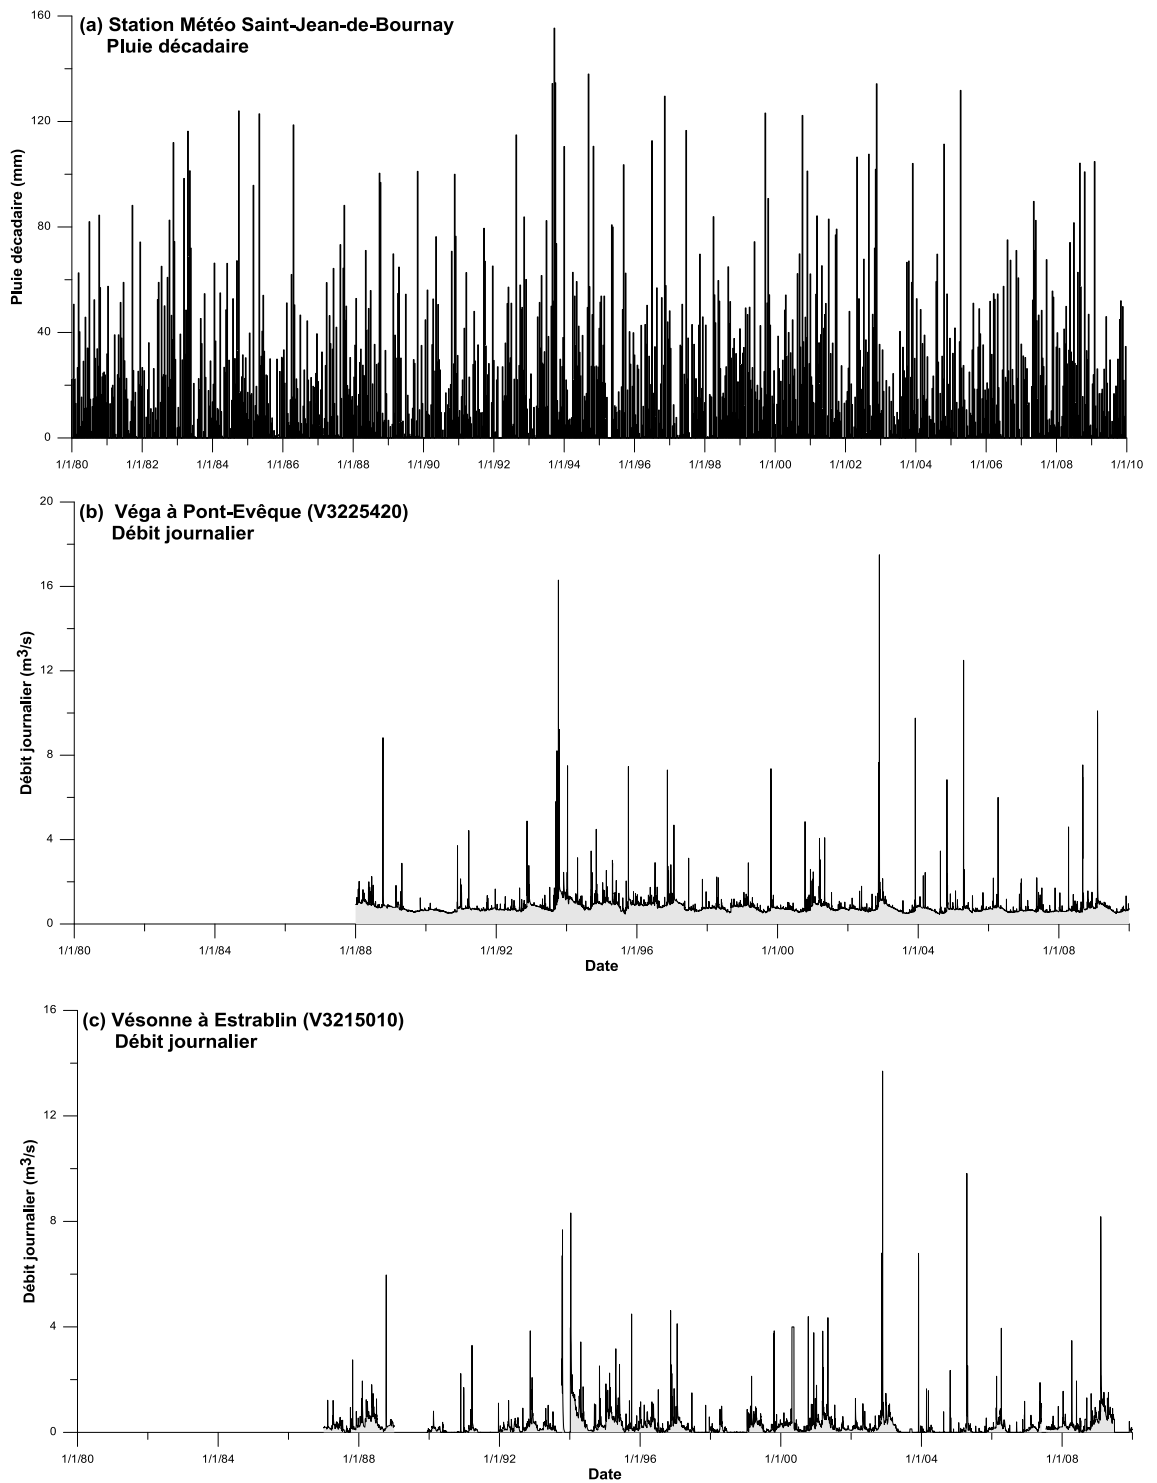 160
(a) Station Météo Saint-Jean-de-Bournay
Pluie décadaire
120
80
40
0
Pluie décadaire (mm)
1/1/80 1/1/82 1/1/84 1/1/86 1/1/88 1/1/90 1/1/92 1/1/94 1/1/96 1/1/98 1/1/00 1/1/02 1/1/04 1/1/06 1/1/08 1/1/10
20
(b) Véga à Pont-Evêque (V3225420)
Débit journalier
16
12
8
4
0
Débit journalier (m³/s)
1/1/80 1/1/84 1/1/88 1/1/92 1/1/96 1/1/00 1/1/04 1/1/08
Date
16
(c) Vésonne à Estrablin (V3215010)
Débit journalier
12
8
4
0
Débit journalier (m³/s)
1/1/80 1/1/84 1/1/88 1/1/92 1/1/96 1/1/00 1/1/04 1/1/08
Date